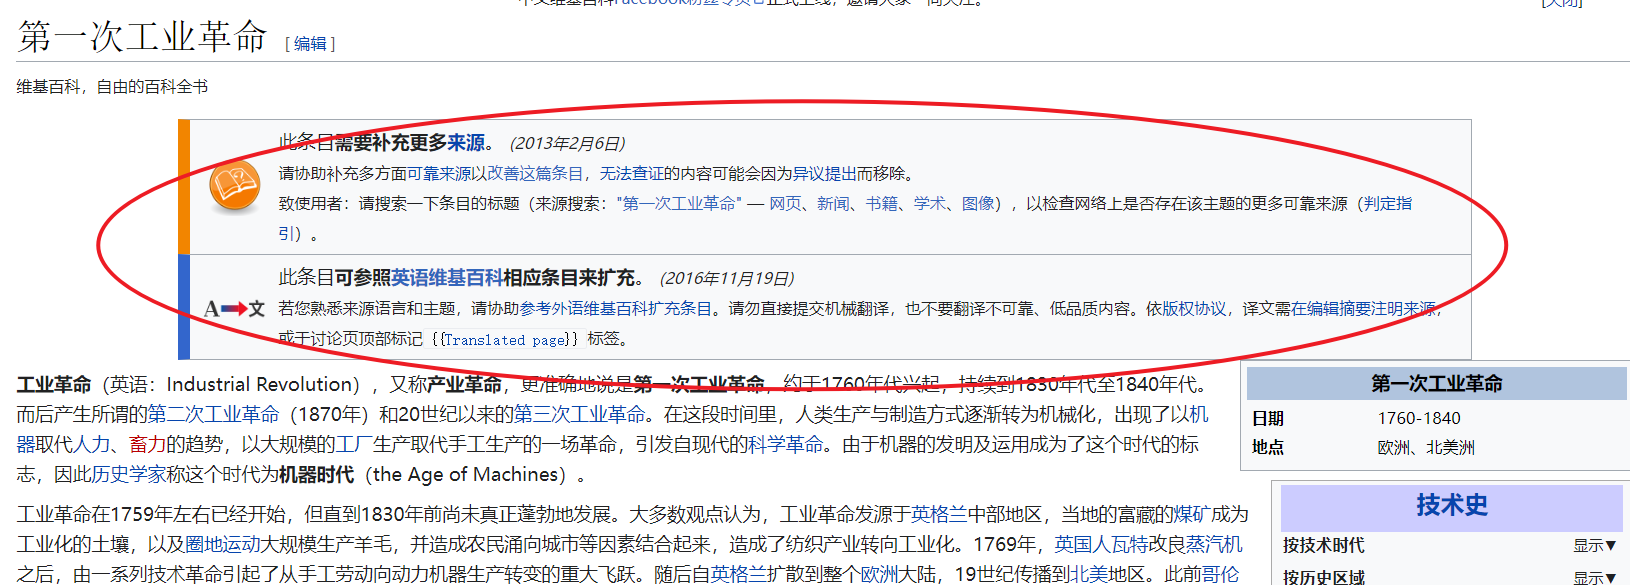 中文维基百科Facebook粉丝专页已正式上线，邀请大家一同关注。
[关闭]
第一次工业革命 [ 编辑 ]
维基百科，自由的百科全书
此条目需要补充更多来源。 (2013年2月6日)
请协助补充多方面可靠来源以改善这篇条目，无法查证的内容可能会因为异议提出而移除。
致使用者：请搜索一下条目的标题（来源搜索："第一次工业革命" — 网页、新闻、书籍、学术、图像），以检查网络上是否存在该主题的更多可靠来源（判定指
引）。
此条目可参照英语维基百科相应条目来扩充。 (2016年11月19日)
A 文 若您熟悉来源语言和主题，请协助参考外语维基百科扩充条目。请勿直接提交机械翻译，也不要翻译不可靠、低品质内容。依版权协议，译文需在编辑摘要注明来源，
或于讨论页顶部标记 {{Translated page}} 标签。
工业革命（英语：Industrial Revolution），又称产业革命，更准确地说是第一次工业革命，约于1760年代兴起，持续到1830年代至1840年代。
而后产生所谓的第二次工业革命（1870年）和20世纪以来的第三次工业革命。在这段时间里，人类生产与制造方式逐渐转为机械化，出现了以机
器取代人力、畜力的趋势，以大规模的工厂生产取代手工生产的一场革命，引发自现代的科学革命。由于机器的发明及运用成为了这个时代的标
志，因此历史学家称这个时代为机器时代（the Age of Machines）。
工业革命在1759年左右已经开始，但直到1830年前尚未真正蓬勃地发展。大多数观点认为，工业革命发源于英格兰中部地区，当地的富藏的煤矿成为
工业化的土壤，以及圈地运动大规模生产羊毛，并造成农民涌向城市等因素结合起来，造成了纺织产业转向工业化。1769年，英国人瓦特改良蒸汽机
之后，由一系列技术革命引起了从手工劳动向动力机器生产转变的重大飞跃。随后自英格兰扩散到整个欧洲大陆，19世纪传播到北美地区。此前哥伦
第一次工业革命
日期 1760-1840
地点 欧洲、北美洲
技术史
按技术时代 显示▼
按历史区域 显示▼